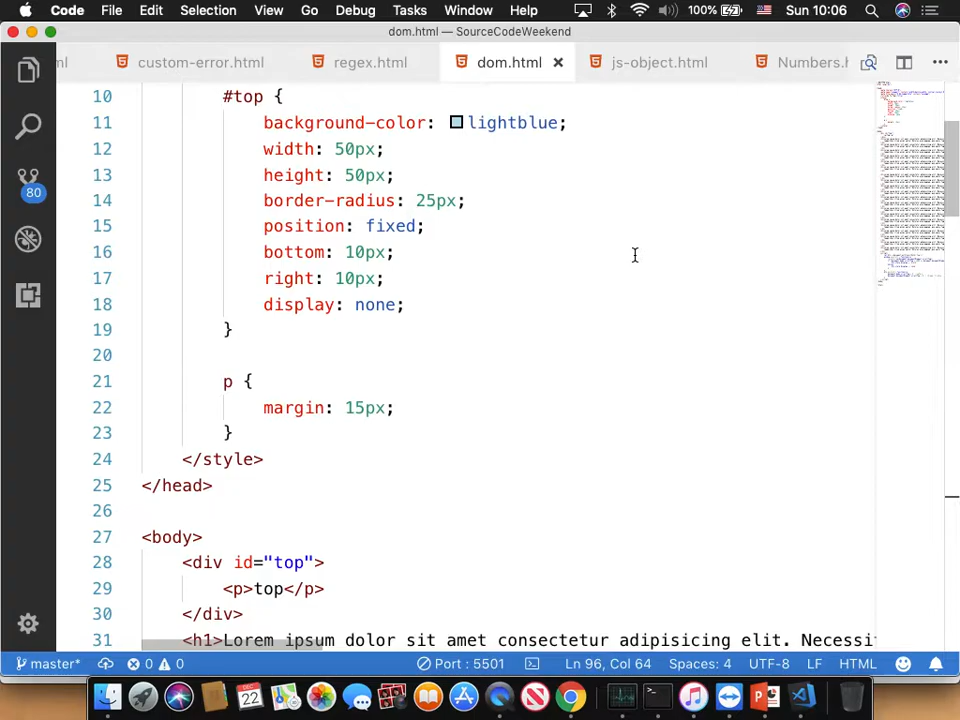 Code File Edit Selection View Go Debug Tasks Window Help 100% Sun 10:06
dom.html — SourceCodeWeekend
ml custom-error.html regex.html dom.html js-object.html Numbers.h
10 #top {
11 background-color: lightblue;
12 width: 50px;
13 height: 50px;
14 border-radius: 25px;
15 position: fixed;
16 bottom: 10px;
17 right: 10px;
18 display: none;
19 }
20
21 p {
22 margin: 15px;
23 }
24 </style>
25 </head>
26
27 <body>
28 <div id="top">
29 <p>top</p>
30 </div>
31 <h1>Lorem ipsum dolor sit amet consectetur adipisicing elit. Necessit
80
master* 0 0 Port : 5501 Ln 96, Col 64 Spaces: 4 UTF-8 LF HTML
DEC
22